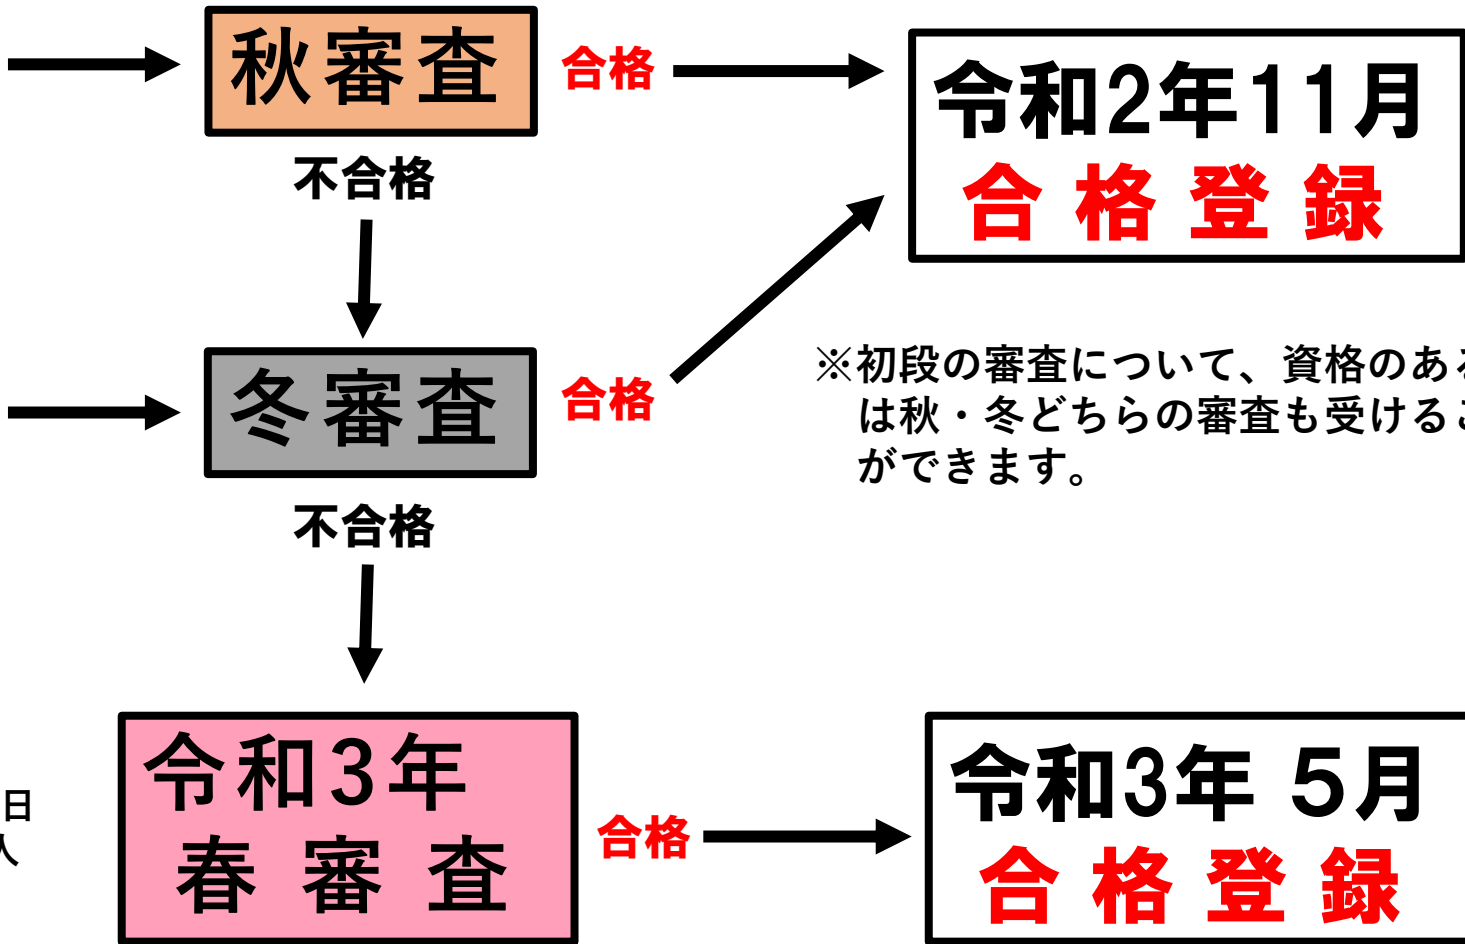 秋審査
合格
令和2年11月
合格登録
不合格
冬審査
合格
※初段の審査について、資格のある
は秋・冬どちらの審査も受けるこ
ができます。
不合格
令和3年
春審査
合格
令和3年 5月
合格登録
日
人